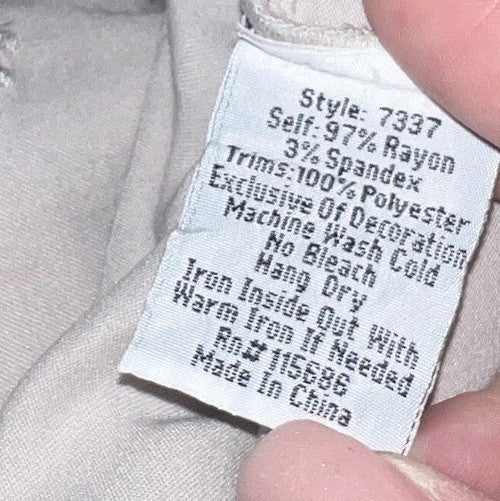 Style: 7337
Self: 97% Rayon
3% Spandex
Trims:100% Polyester
Exclusive Of Decoration
Machine Wash Cold
No Bleach
Hang Dry
Iron Inside Out With
Warm Iron If Needed
Rn# 115686
Made In China